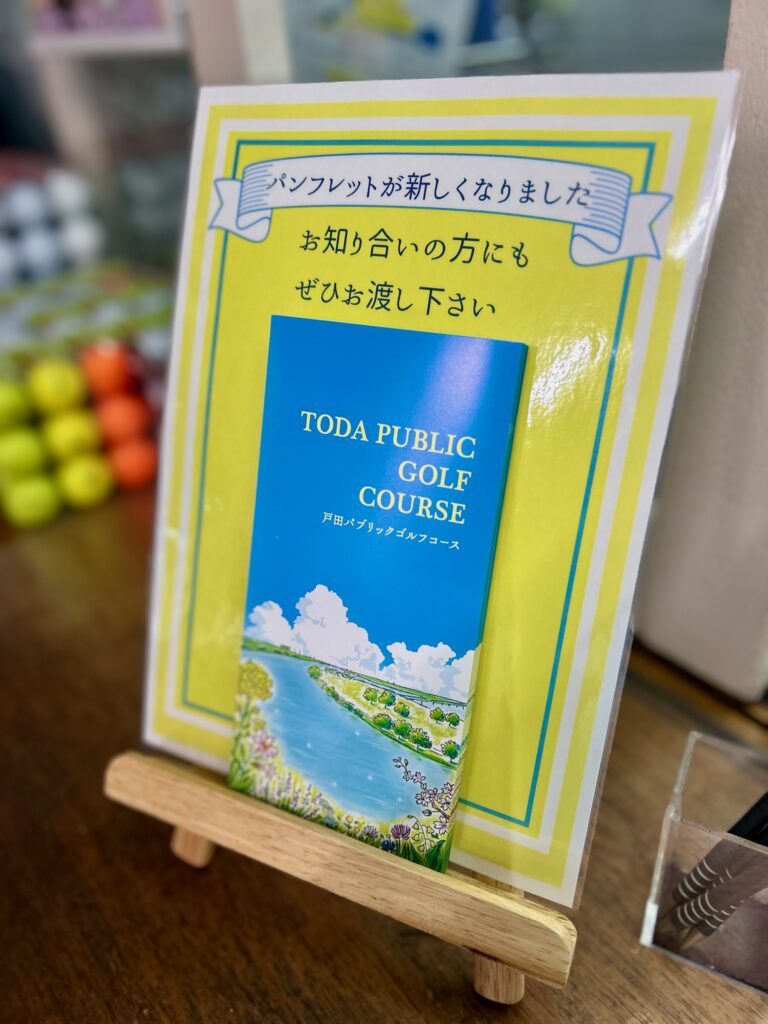 パンフレットが新しくなりました
お知り合いの方にも
ぜひお渡し下さい
TODA PUBLIC
GOLF
COURSE
戸田パブリックゴルフコース